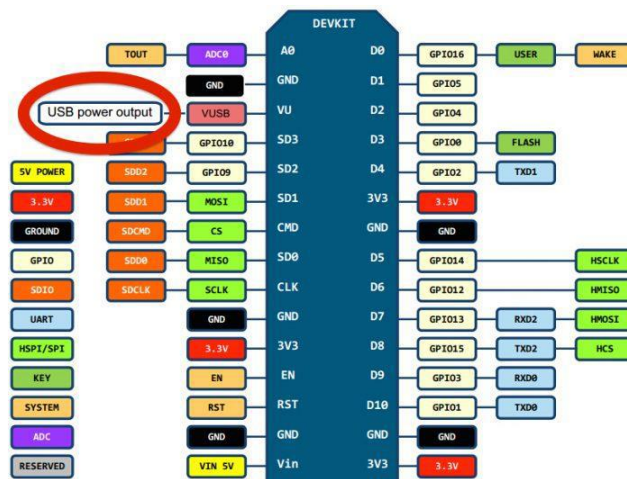 DEVKIT
TOUT ADC0 A0 D0 GPIO16 USER WAKE
GND GND D1 GPIO5
USB power output VUSB VU D2 GPIO4
GPIO10 SD3 D3 GPIO0 FLASH
5V POWER SDD2 GPIO9 SD2 D4 GPIO2 TXD1
3.3V SDD1 MOSI SD1 3V3 3.3V
GROUND SDCMD CS CMD GND GND
GPIO SDD0 MISO SD0 D5 GPIO14 HSCLK
SDIO SDCLK SCLK CLK D6 GPIO12 HMISO
UART GND GND D7 GPIO13 RXD2 HMOSI
HSPI/SPI 3.3V 3V3 D8 GPIO15 TXD2 HCS
KEY EN EN D9 GPIO3 RXD0
SYSTEM RST RST D10 GPIO1 TXD0
ADC GND GND GND GND
RESERVED VIN 5V Vin 3V3 3.3V